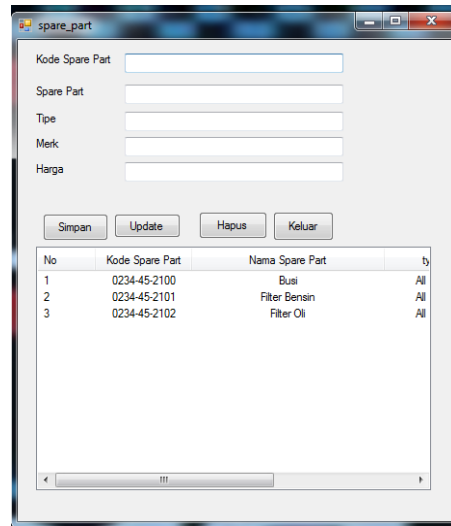 spare_part
Kode Spare Part
Spare Part
Tipe
Merk
Harga
Simpan Update Hapus Keluar
No Kode Spare Part Nama Spare Part ty
1 0234-45-2100 Busi All
2 0234-45-2101 Filter Bensin All
3 0234-45-2102 Filter Oli All